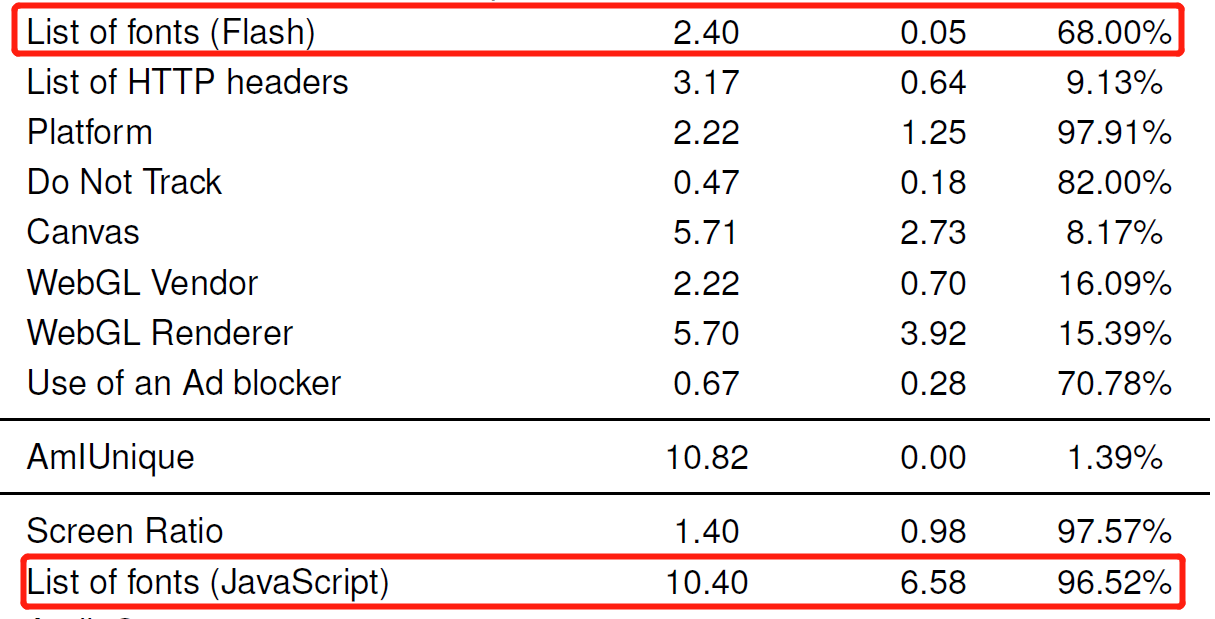 List of fonts (Flash) 2.40 0.05 68.00%
List of HTTP headers 3.17 0.64 9.13%
Platform 2.22 1.25 97.91%
Do Not Track 0.47 0.18 82.00%
Canvas 5.71 2.73 8.17%
WebGL Vendor 2.22 0.70 16.09%
WebGL Renderer 5.70 3.92 15.39%
Use of an Ad blocker 0.67 0.28 70.78%
AmIUnique 10.82 0.00 1.39%
Screen Ratio 1.40 0.98 97.57%
List of fonts (JavaScript) 10.40 6.58 96.52%